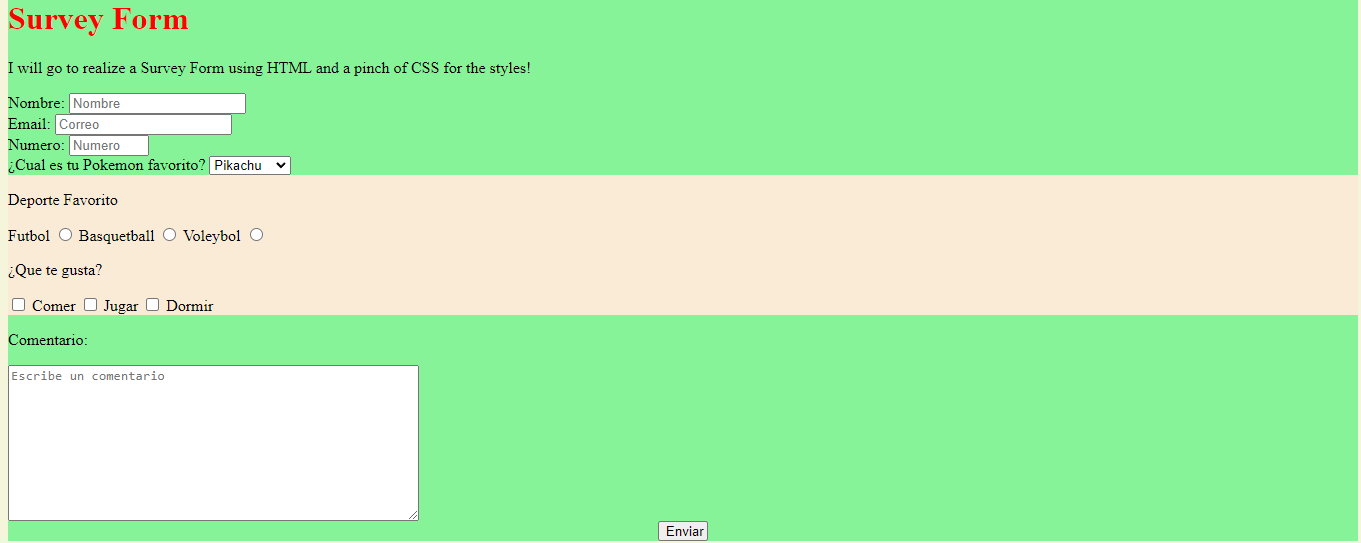 Survey Form
I will go to realize a Survey Form using HTML and a pinch of CSS for the styles!
Nombre: Nombre
Email: Correo
Numero: Numero
¿Cual es tu Pokemon favorito? Pikachu
Deporte Favorito
Futbol Basquetball Voleybol
¿Que te gusta?
Comer Jugar Dormir
Comentario:
Escribe un comentario
Enviar